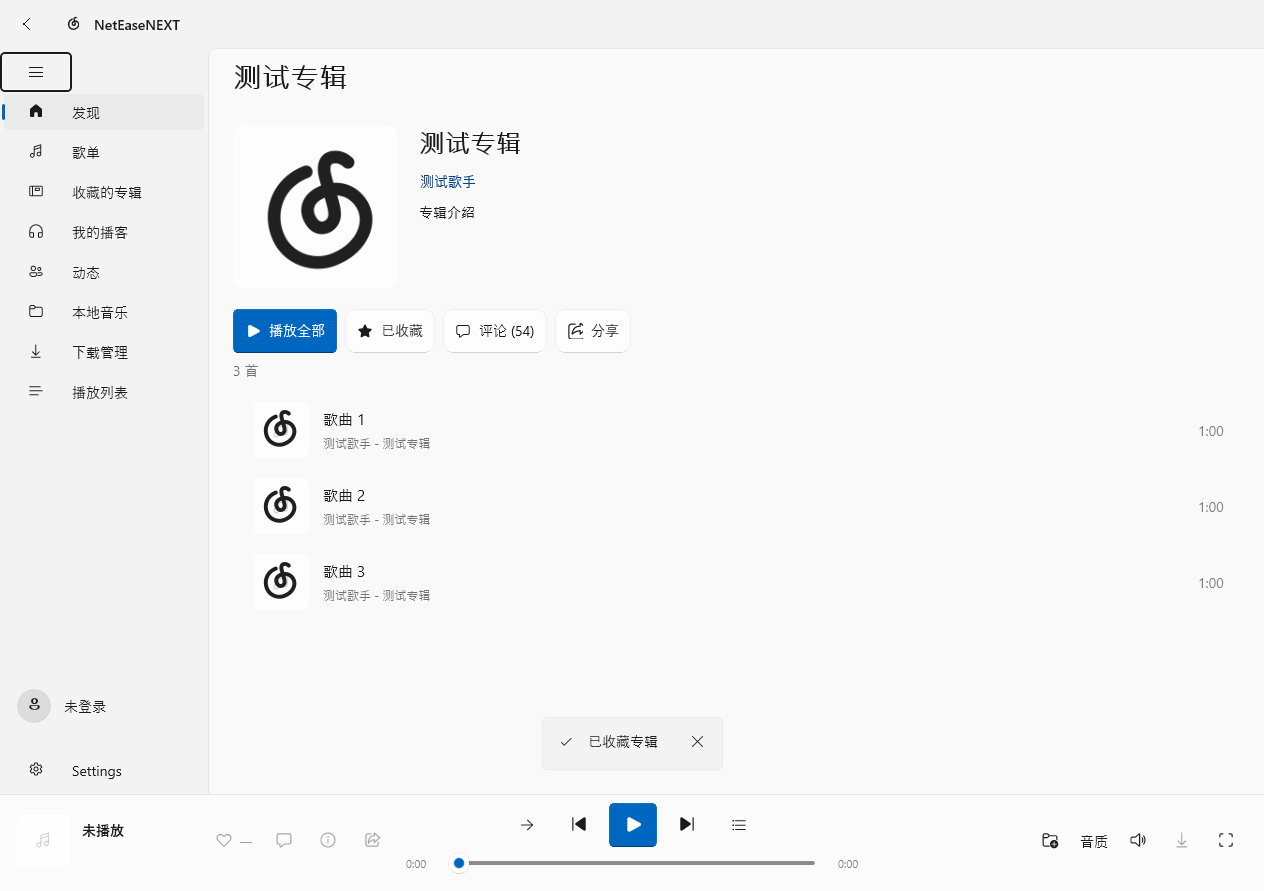 NetEaseNEXT
发现
歌单
收藏的专辑
我的播客
动态
本地音乐
下载管理
播放列表
未登录
Settings
测试专辑
测试专辑
测试歌手
专辑介绍
播放全部
已收藏
评论 (54)
分享
3 首
歌曲 1
测试歌手 - 测试专辑
1:00
歌曲 2
测试歌手 - 测试专辑
1:00
歌曲 3
测试歌手 - 测试专辑
1:00
已收藏专辑
未播放
—
0:00
0:00
音质